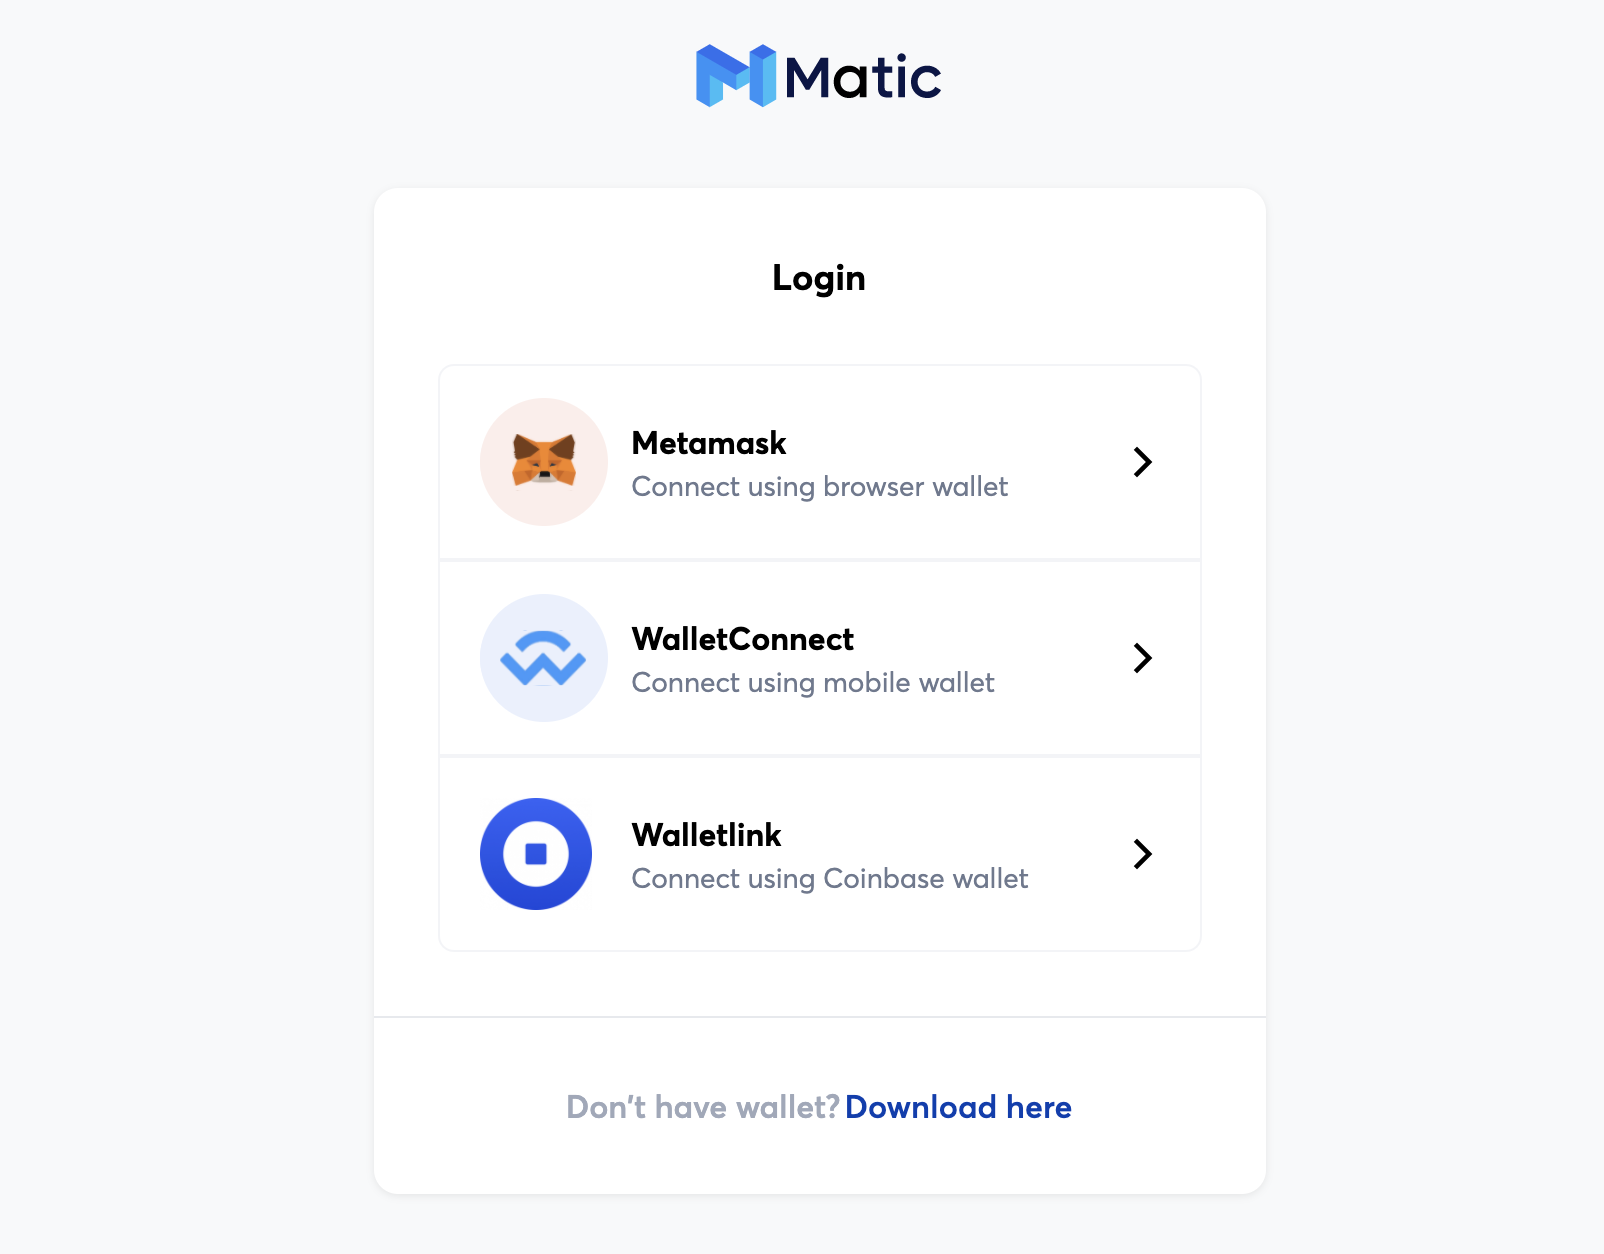 Matic
Login
Metamask
Connect using browser wallet
WalletConnect
Connect using mobile wallet
Walletlink
Connect using Coinbase wallet
Don't have wallet? Download here